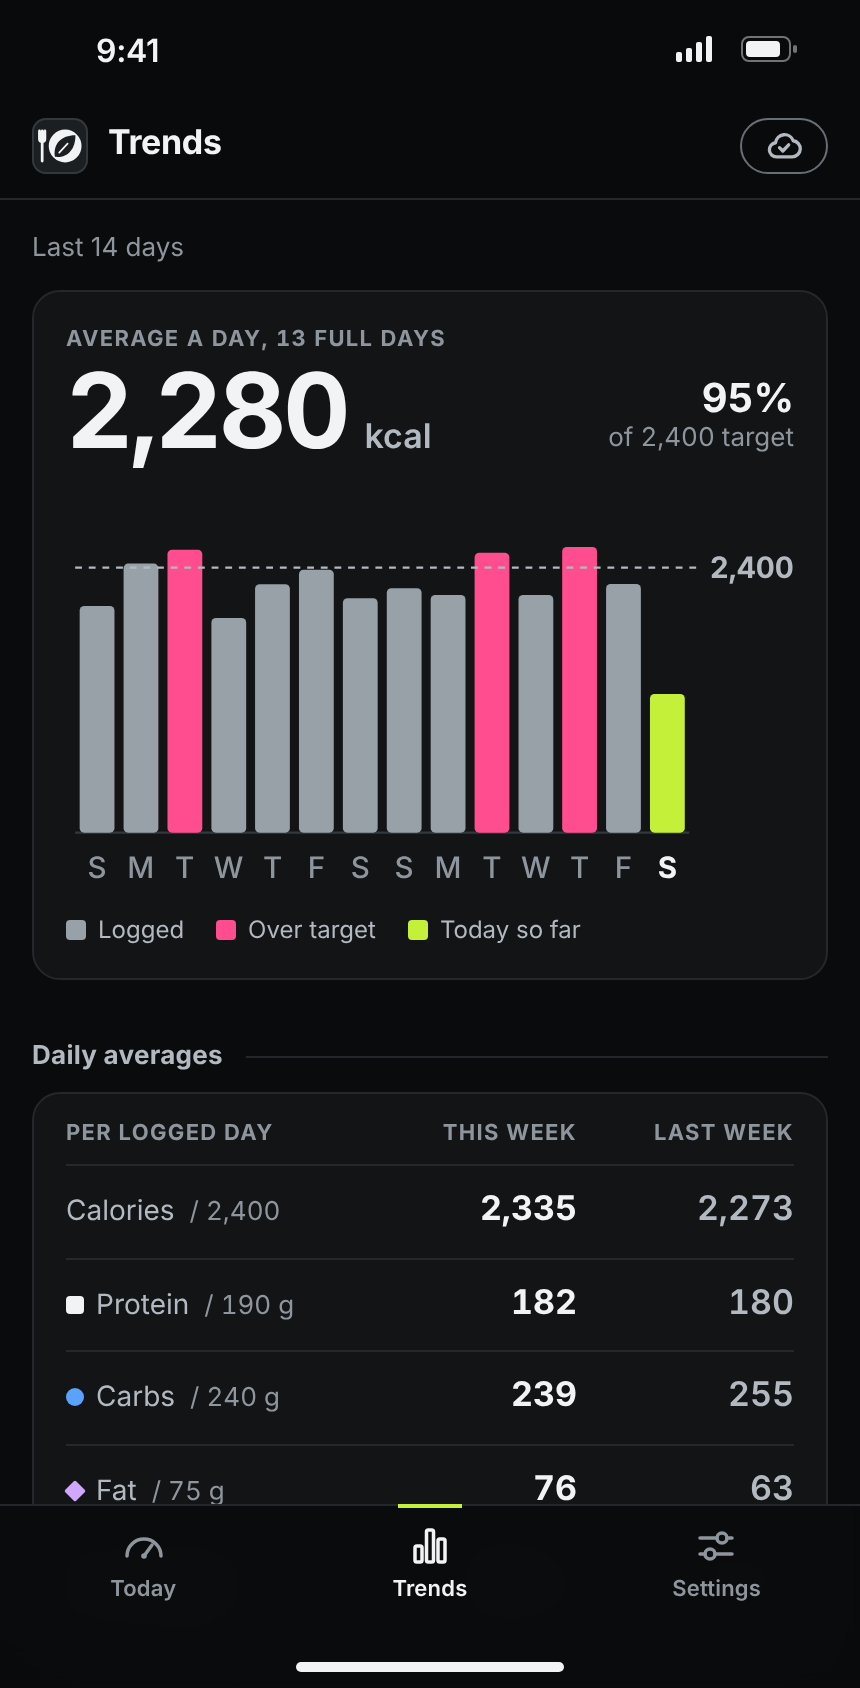 9:41
Trends
Last 14 days
AVERAGE A DAY, 13 FULL DAYS
2,280 kcal
95%
of 2,400 target
2,400
S M T W T F S S M T W T F S
Logged Over target Today so far
Daily averages
PER LOGGED DAY THIS WEEK LAST WEEK
Calories / 2,400 2,335 2,273
Protein / 190 g 182 180
Carbs / 240 g 239 255
Fat / 75 g 76 63
Today Trends Settings